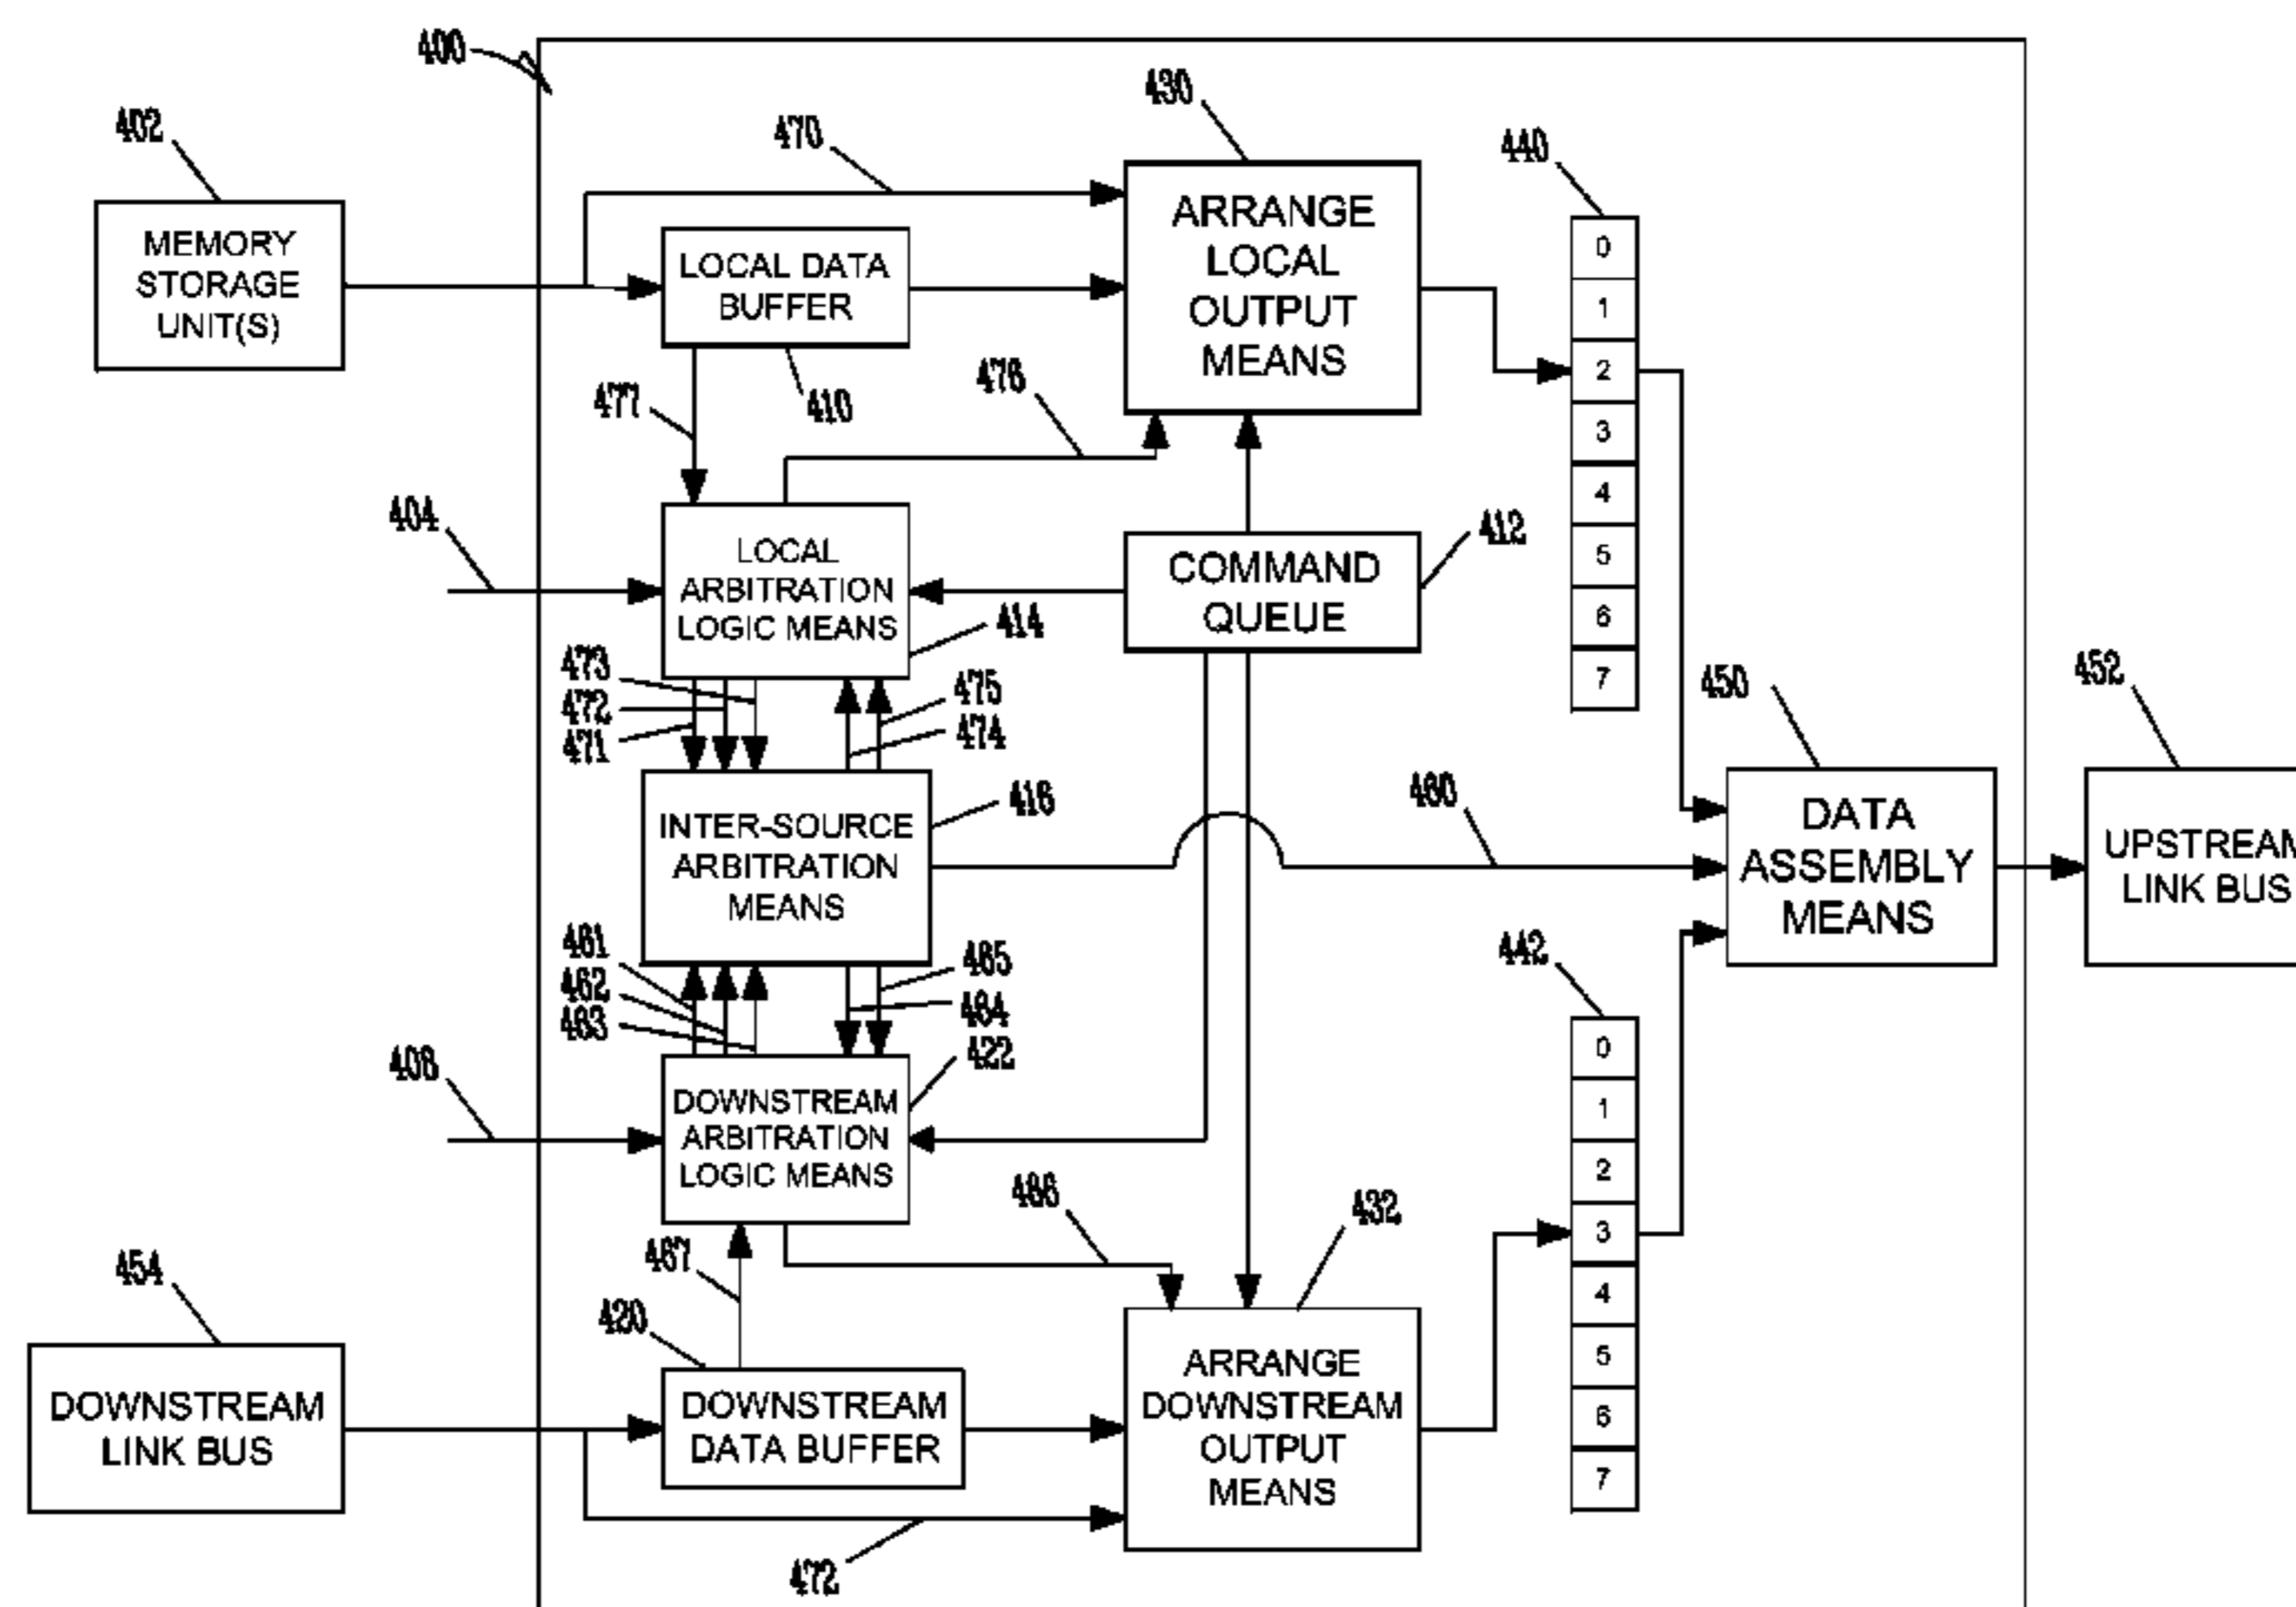 400
402
MEMORY
STORAGE
UNIT(S)
470
430
ARRANGE
LOCAL
OUTPUT
MEANS
440
0
1
2
3
4
5
6
7
LOCAL DATA
BUFFER
410
477
476
404
LOCAL
ARBITRATION
LOGIC MEANS
414
COMMAND
QUEUE
412
473
472
471
475
474
INTER-SOURCE
ARBITRATION
MEANS
416
460
450
DATA
ASSEMBLY
MEANS
452
UPSTREAM
LINK BUS
461
462
463
465
464
422
408
DOWNSTREAM
ARBITRATION
LOGIC MEANS
442
0
1
2
3
4
5
6
7
466
432
467
420
454
DOWNSTREAM
LINK BUS
DOWNSTREAM
DATA BUFFER
ARRANGE
DOWNSTREAM
OUTPUT
MEANS
472